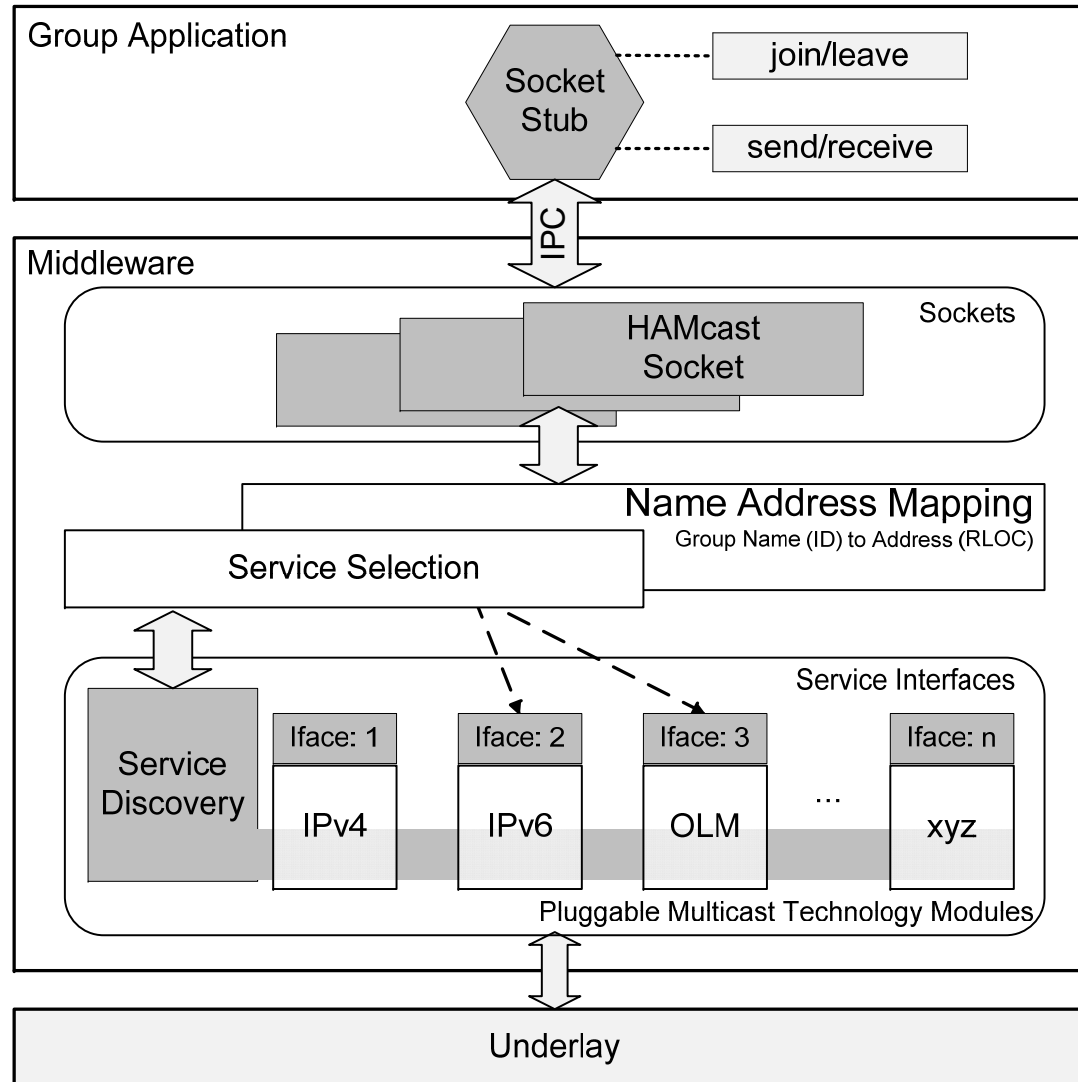 Group Application
Socket
Stub
join/leave
send/receive
IPC
Middleware
Sockets
HAMcast
Socket
Name Address Mapping
Group Name (ID) to Address (RLOC)
Service Selection
Service Interfaces
Service
Discovery
Iface: 1
Iface: 2
Iface: 3
Iface: n
IPv4
IPv6
OLM
...
xyz
Pluggable Multicast Technology Modules
Underlay